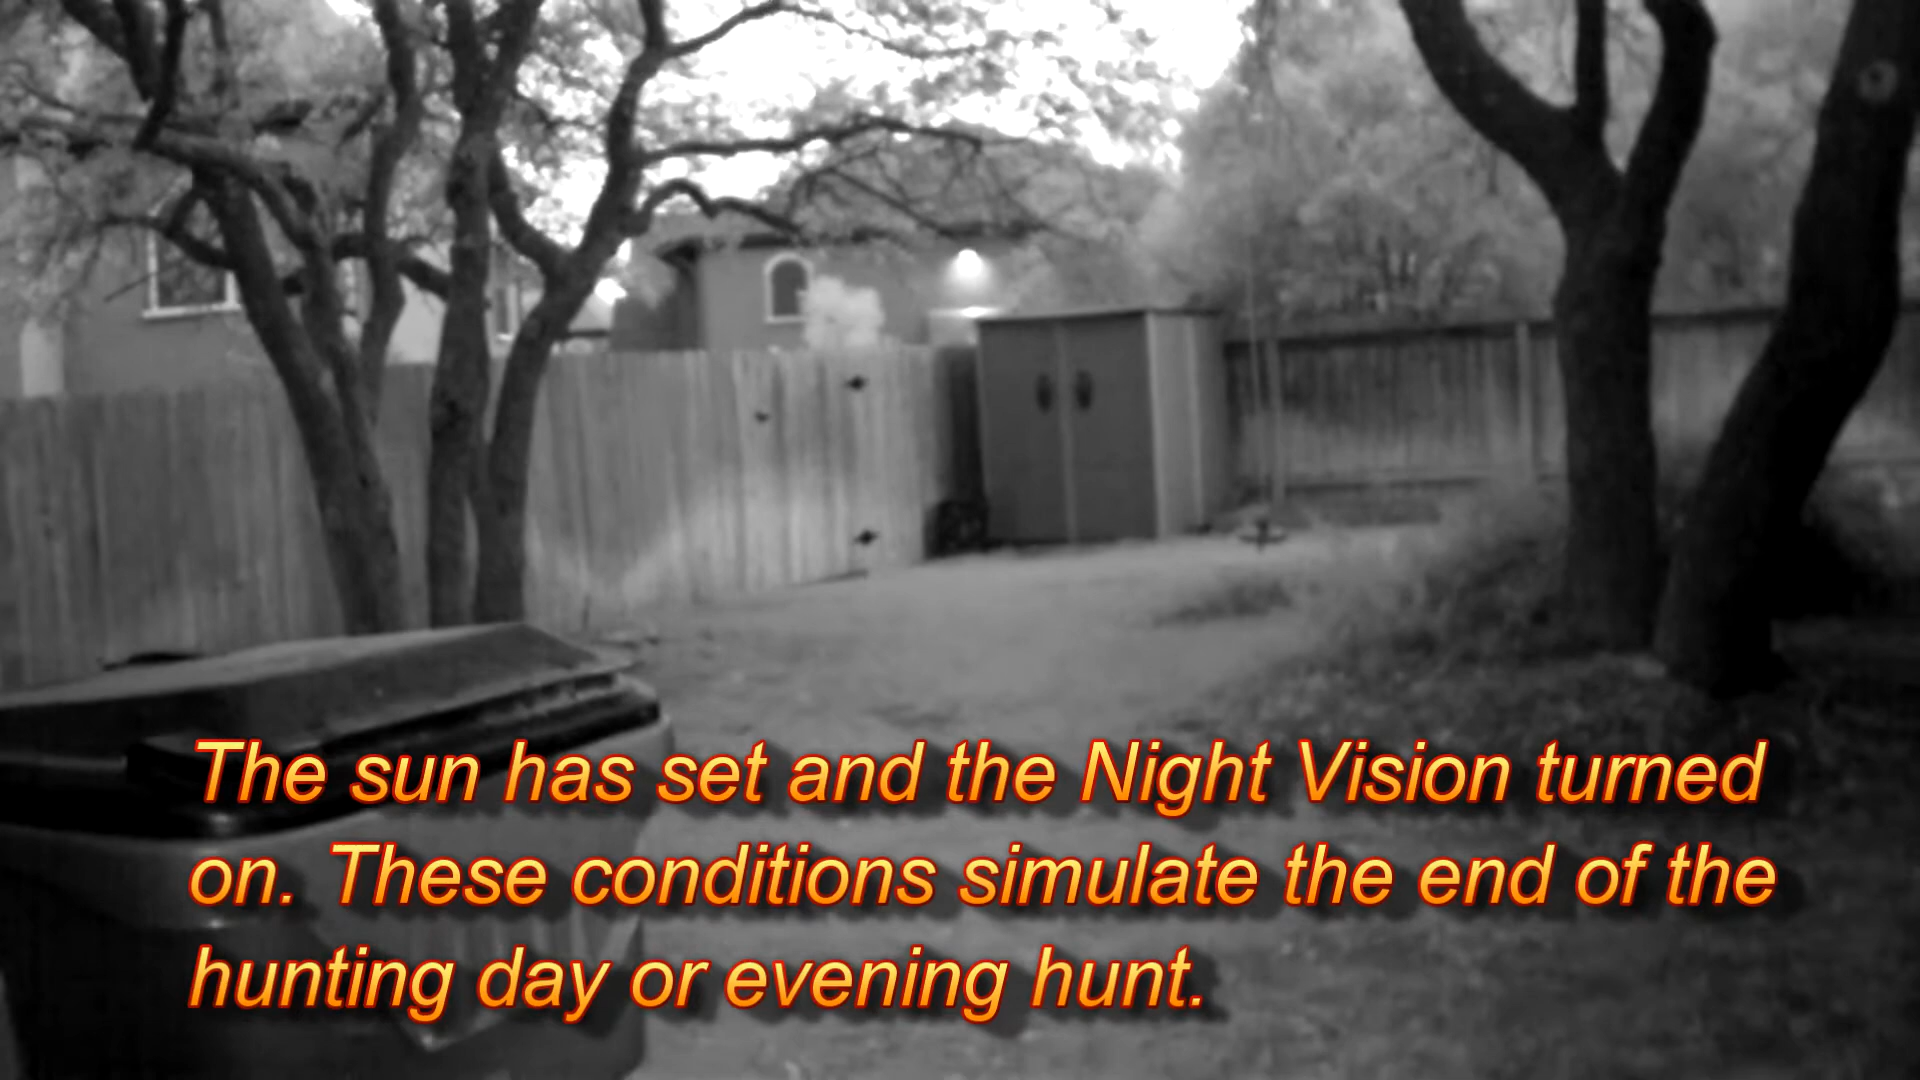 The sun has set and the Night Vision turned
on. These conditions simulate the end of the
hunting day or evening hunt.